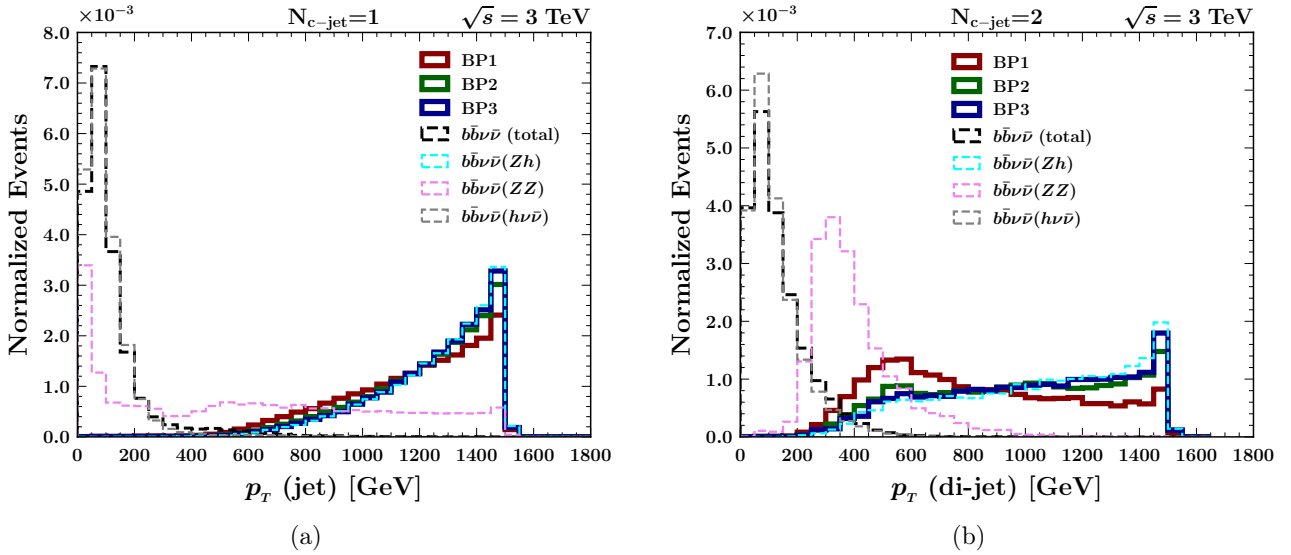 ×10⁻³ N_{c−jet}=1 √s = 3 TeV
8.0
7.0
6.0
5.0
4.0
3.0
2.0
1.0
0.0
Normalized Events
BP1
BP2
BP3
bb̄νν̄ (total)
bb̄νν̄(Zh)
bb̄νν̄(ZZ)
bb̄νν̄(hνν̄)
0 200 400 600 800 1000 1200 1400 1600 1800
p_T (jet) [GeV]
(a)
×10⁻³ N_{c−jet}=2 √s = 3 TeV
7.0
6.0
5.0
4.0
3.0
2.0
1.0
0.0
Normalized Events
BP1
BP2
BP3
bb̄νν̄ (total)
bb̄νν̄(Zh)
bb̄νν̄(ZZ)
bb̄νν̄(hνν̄)
0 200 400 600 800 1000 1200 1400 1600 1800
p_T (di-jet) [GeV]
(b)